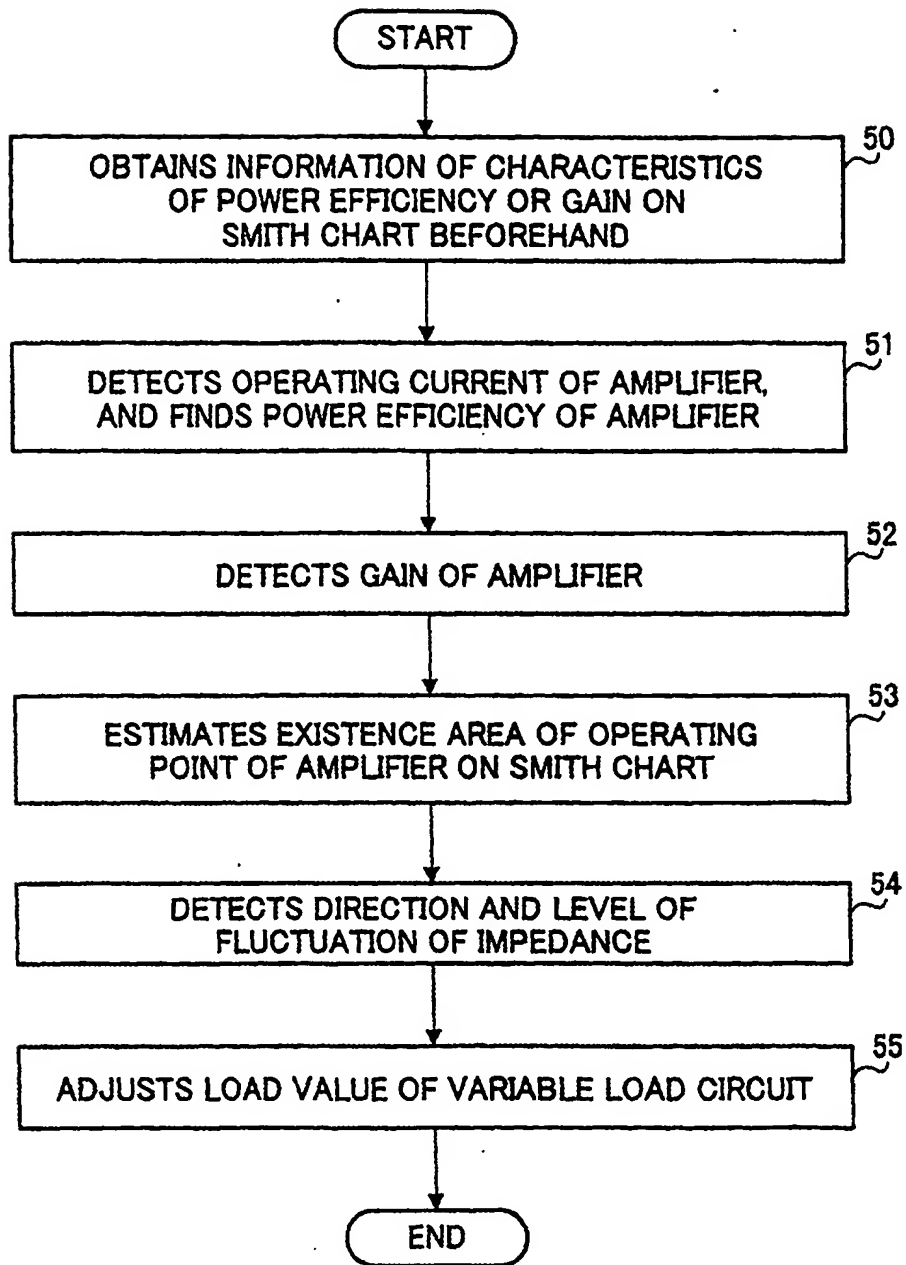 START
50
OBTAINS INFORMATION OF CHARACTERISTICS
OF POWER EFFICIENCY OR GAIN ON
SMITH CHART BEFOREHAND
51
DETECTS OPERATING CURRENT OF AMPLIFIER,
AND FINDS POWER EFFICIENCY OF AMPLIFIER
52
DETECTS GAIN OF AMPLIFIER
53
ESTIMATES EXISTENCE AREA OF OPERATING
POINT OF AMPLIFIER ON SMITH CHART
54
DETECTS DIRECTION AND LEVEL OF
FLUCTUATION OF IMPEDANCE
55
ADJUSTS LOAD VALUE OF VARIABLE LOAD CIRCUIT
END